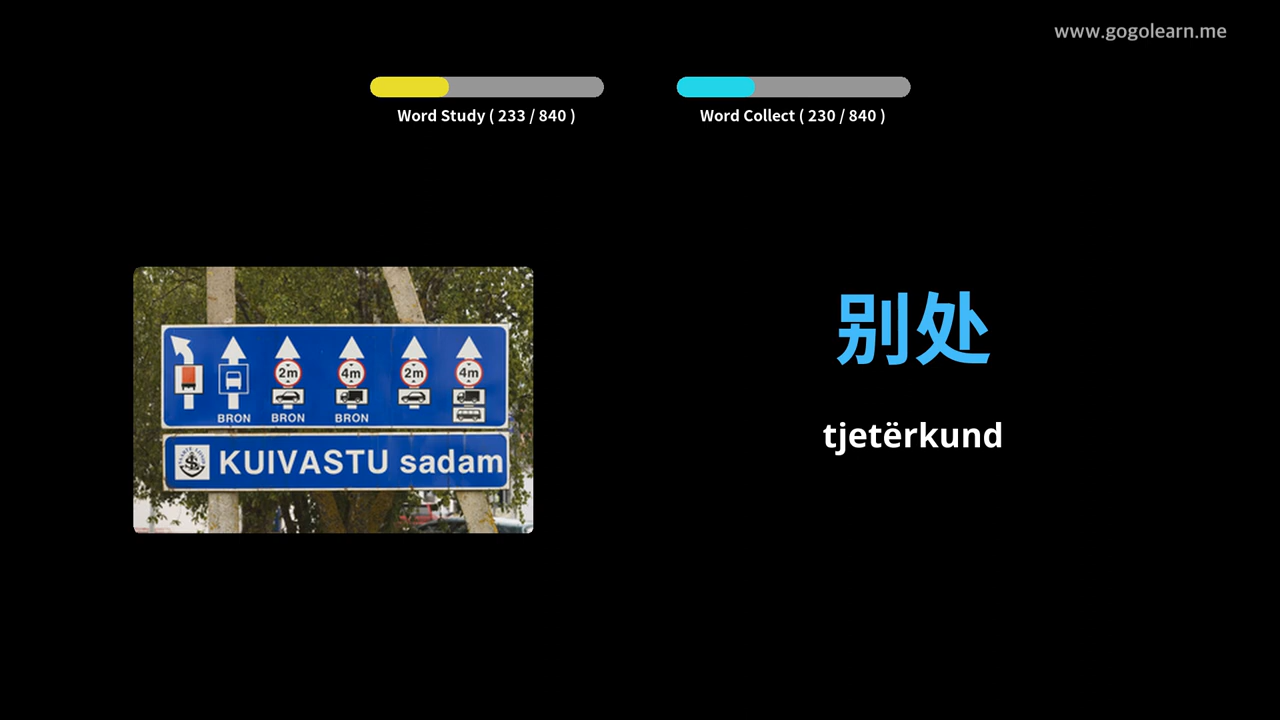 www.gogolearn.me
Word Study ( 233 / 840 )
Word Collect ( 230 / 840 )
2m 4m 2m 4m
BRON BRON BRON
KUIVASTU sadam
别处
tjetërkund